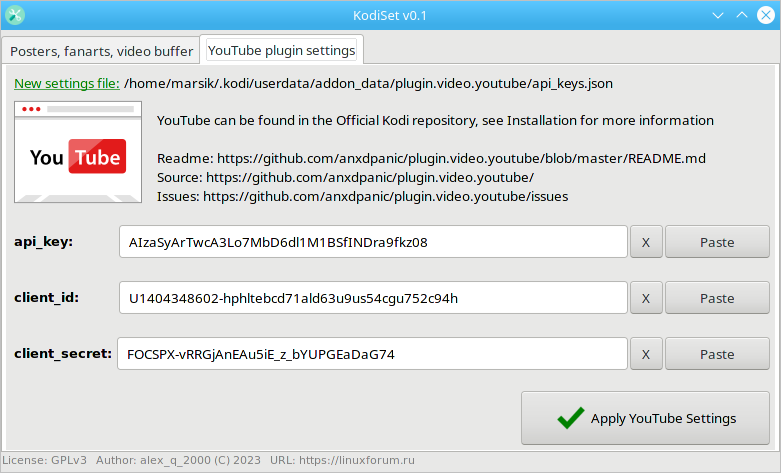 KodiSet v0.1
Posters, fanarts, video buffer YouTube plugin settings
New settings file: /home/marsik/.kodi/userdata/addon_data/plugin.video.youtube/api_keys.json
YouTube can be found in the Official Kodi repository, see Installation for more information
You Tube
Readme: https://github.com/anxdpanic/plugin.video.youtube/blob/master/README.md
Source: https://github.com/anxdpanic/plugin.video.youtube/
Issues: https://github.com/anxdpanic/plugin.video.youtube/issues
api_key: AIzaSyArTwcA3Lo7MbD6dl1M1BSfINDra9fkz08 X Paste
client_id: U1404348602-hphltebcd71ald63u9us54cgu752c94h X Paste
client_secret: FOCSPX-vRRGjAnEAu5iE_z_bYUPGEaDaG74 X Paste
Apply YouTube Settings
License: GPLv3 Author: alex_q_2000 (C) 2023 URL: https://linuxforum.ru